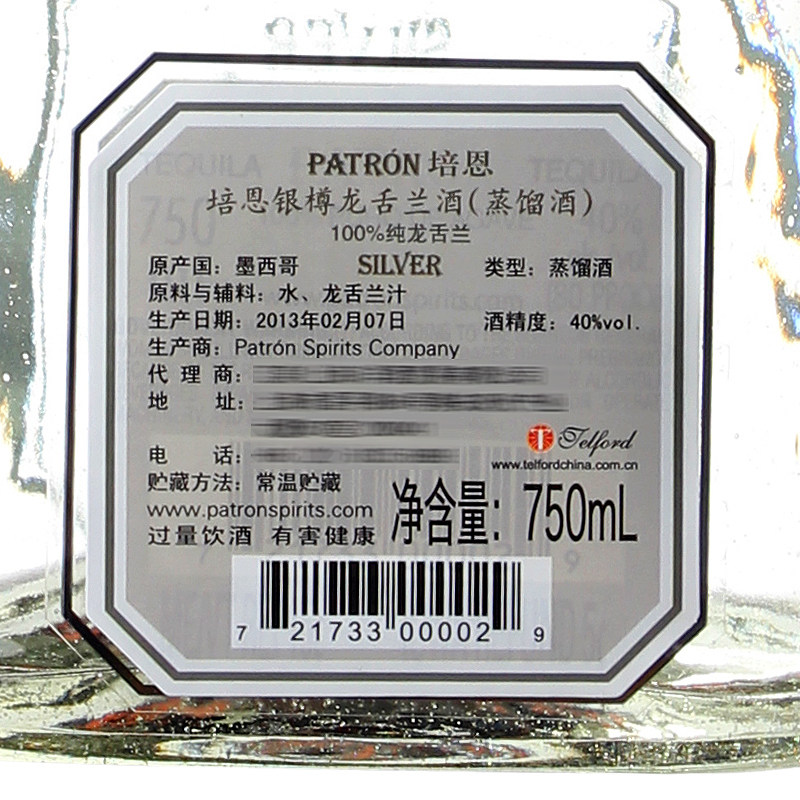 PATRÓN 培恩
培恩银樽龙舌兰酒(蒸馏酒)
100%纯龙舌兰
原产国：墨西哥 SILVER 类型：蒸馏酒
原料与辅料：水、龙舌兰汁
生产日期：2013年02月07日 酒精度：40%vol.
生产商：Patrón Spirits Company
代理商：
地址：
Telford
电话：
www.telfordchina.com.cn
贮藏方法：常温贮藏
www.patronspirits.com
净含量：750mL
过量饮酒 有害健康
7 21733 00002 9
TEQUILA TEQUILA
750 40%